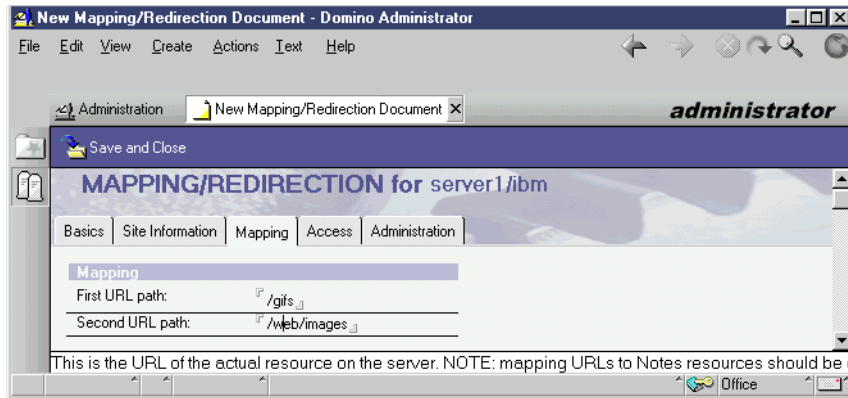 New Mapping/Redirection Document - Domino Administrator
File Edit View Create Actions Text Help
Administration New Mapping/Redirection Document administrator
Save and Close
MAPPING/REDIRECTION for server1/ibm
Basics Site Information Mapping Access Administration
Mapping
First URL path: /gifs
Second URL path: /web/images
This is the URL of the actual resource on the server. NOTE: mapping URLs to Notes resources should be
Office